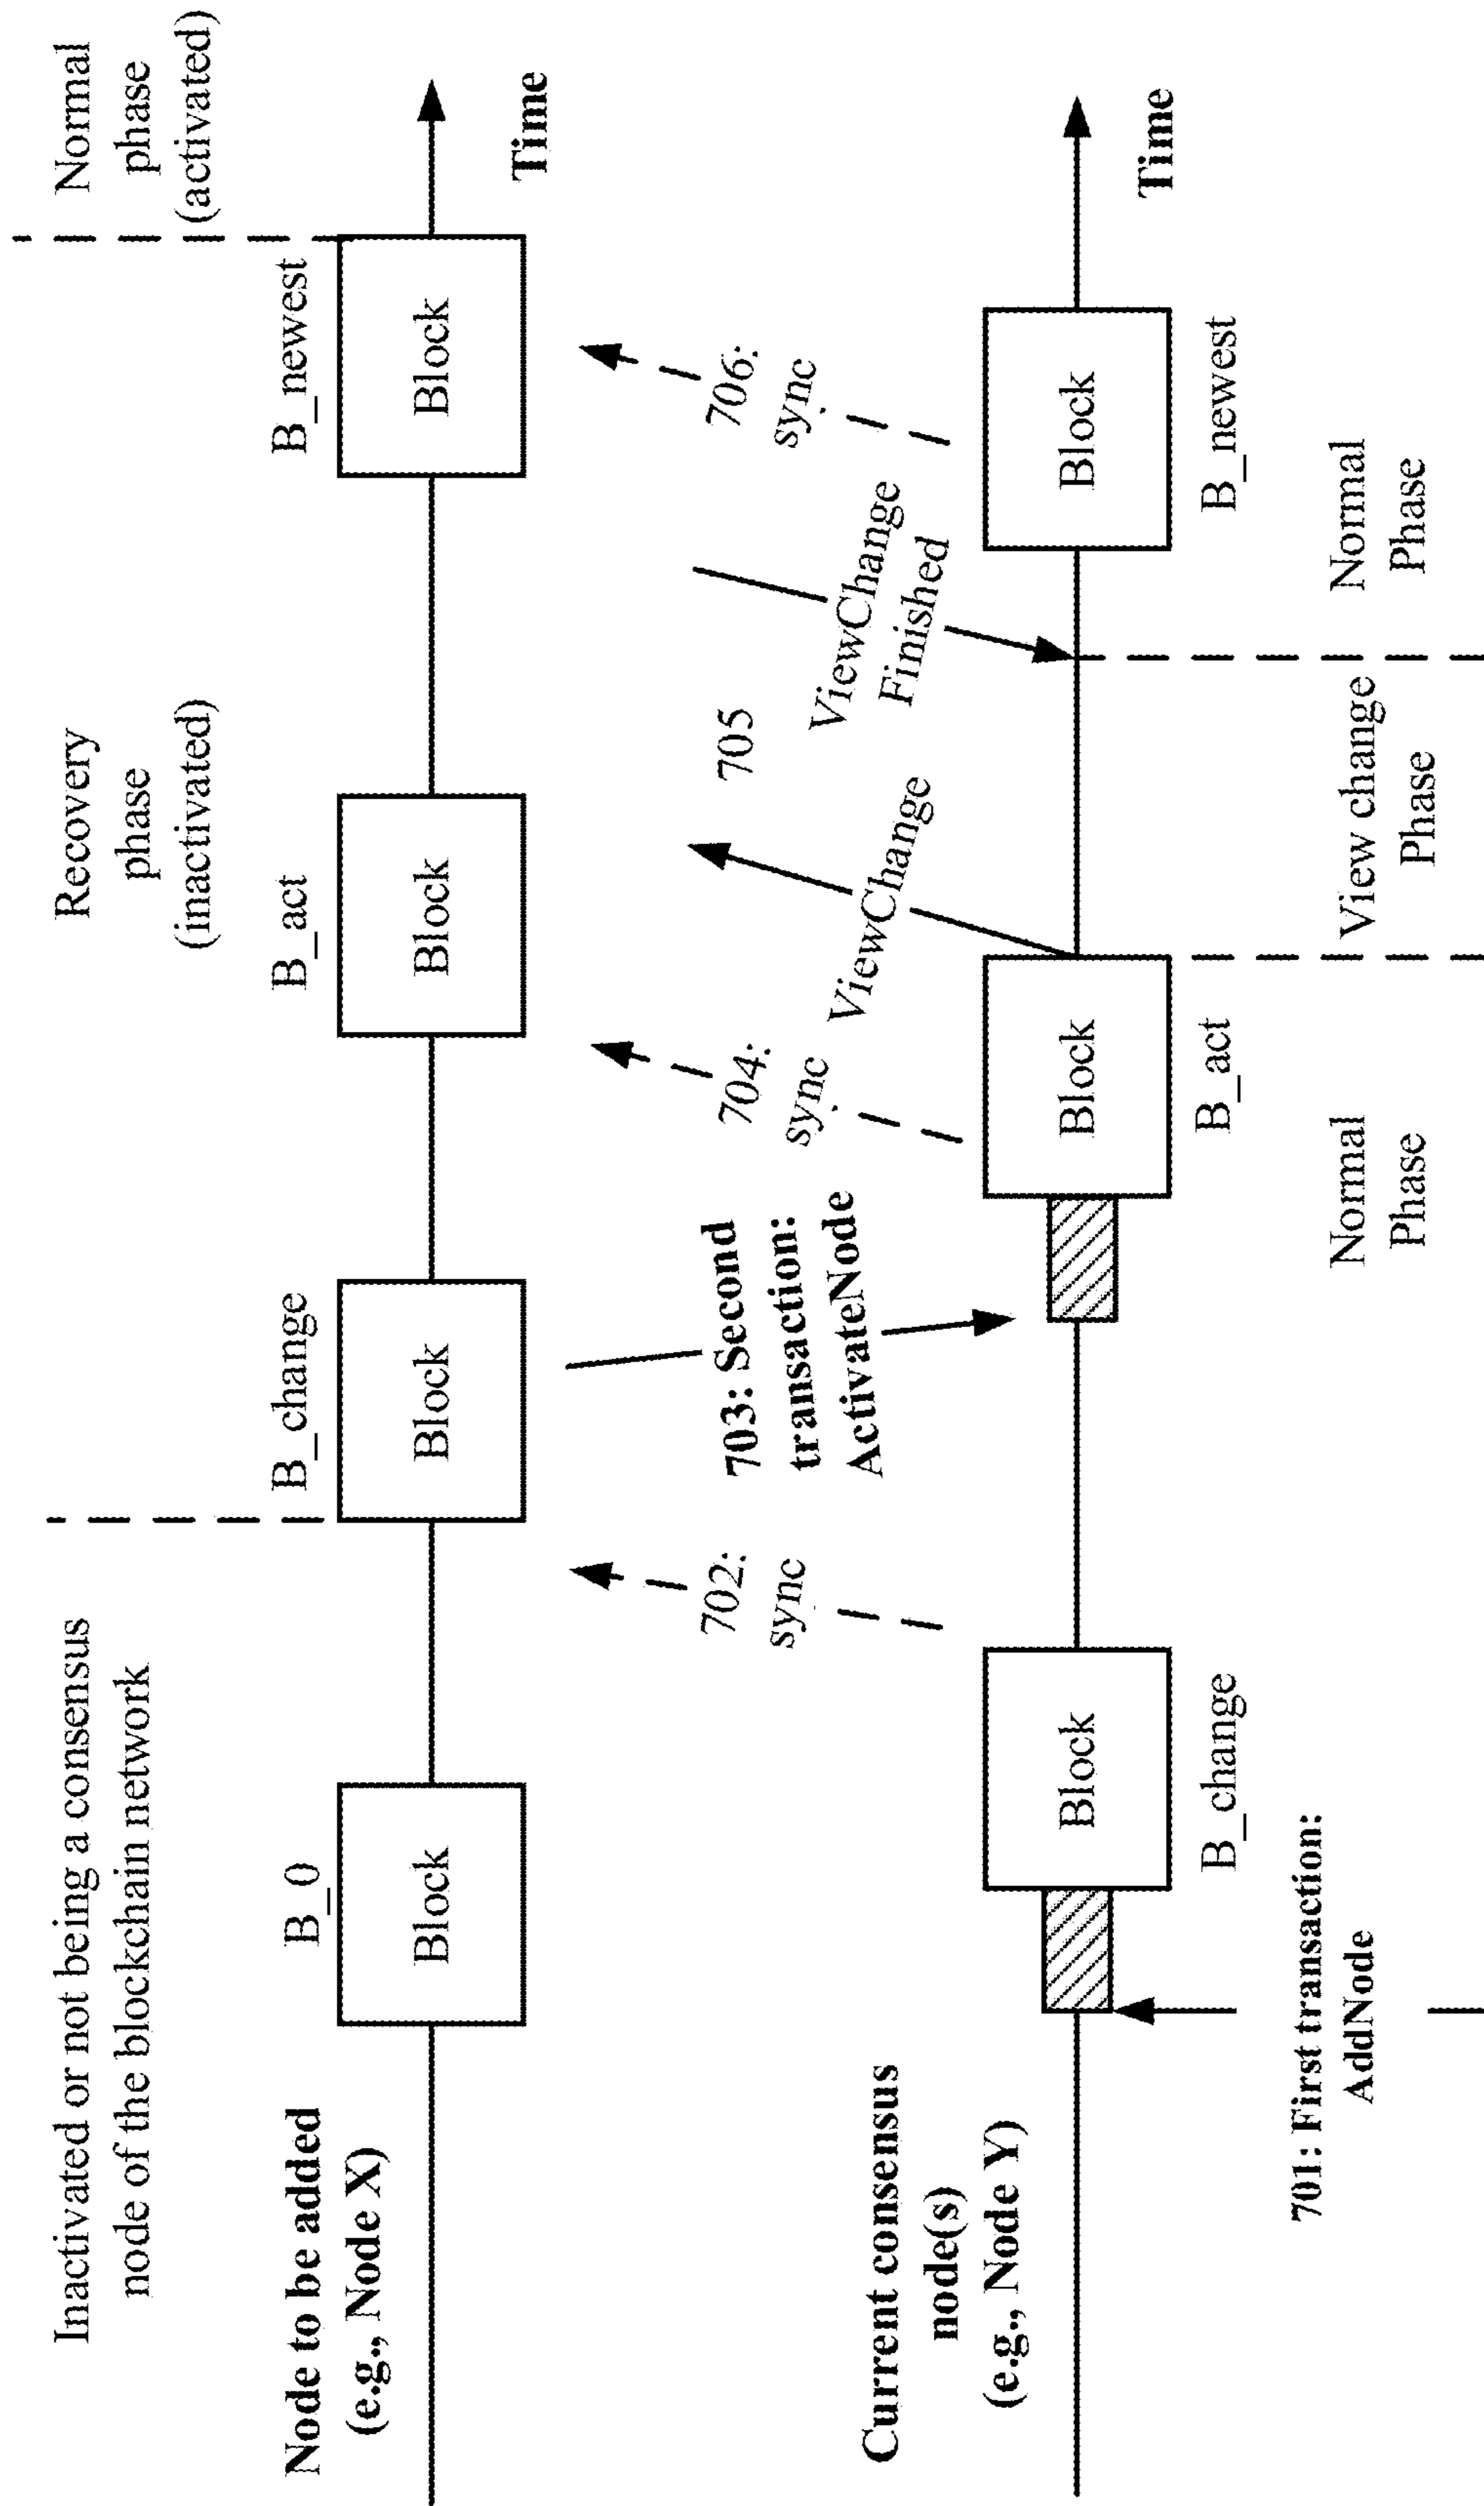 Inactivated or not being a consensus
node of the blockchain network
Recovery
phase
(inactivated)
Normal
phase
(activated)
Node to be added
(e.g., Node X)
B_0
Block
B_change
Block
B_act
Block
B_newest
Block
Time
702:
sync
703: Second
transaction:
ActivateNode
704:
sync
ViewChange
705
ViewChange
Finished
706:
sync
Current consensus
node(s)
(e.g., Node Y)
Block
B_change
Block
B_act
Block
B_newest
Time
701: First transaction:
AddNode
Normal
Phase
View change
Phase
Normal
Phase